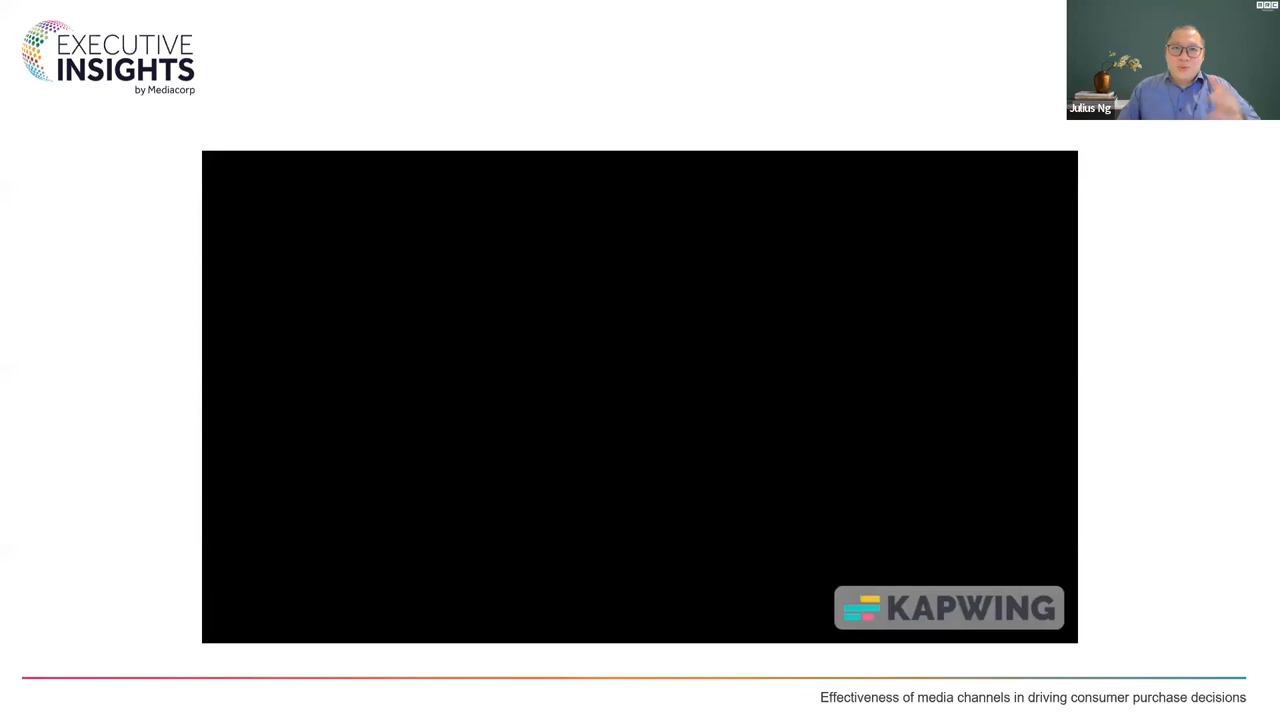 EXECUTIVE
INSIGHTS
by Mediacorp
Julius Ng
KAPWING
Effectiveness of media channels in driving consumer purchase decisions